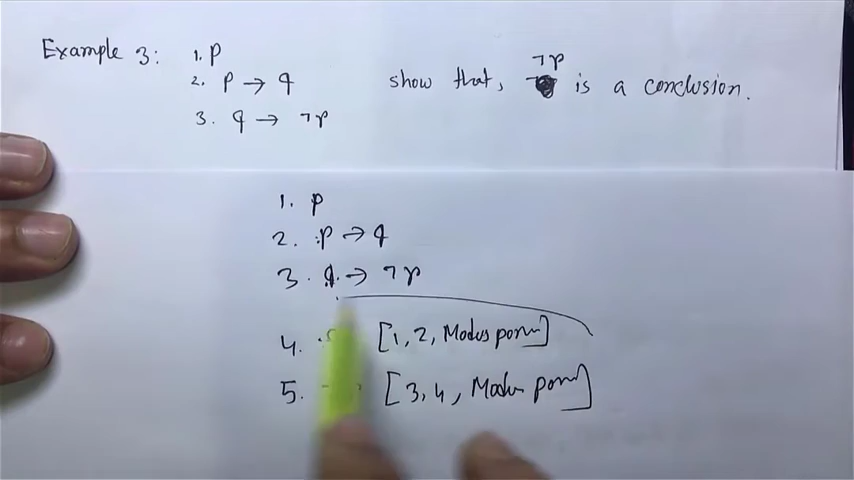 Example 3: 1. p
2. p → q show that, ¬r is a conclusion.
3. q → ¬r
1. p
2. p → q
3. q → ¬r
4. [1, 2, Modus ponens]
5. [3, 4, Modus ponens]